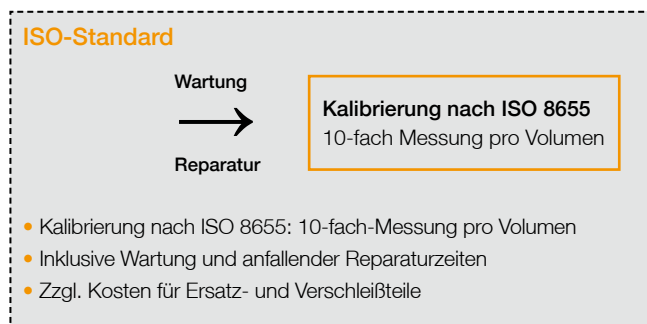 ISO-Standard
Wartung
Reparatur
Kalibrierung nach ISO 8655
10-fach Messung pro Volumen
• Kalibrierung nach ISO 8655: 10-fach-Messung pro Volumen
• Inklusive Wartung und anfallender Reparaturzeiten
• Zzgl. Kosten für Ersatz- und Verschleißteile